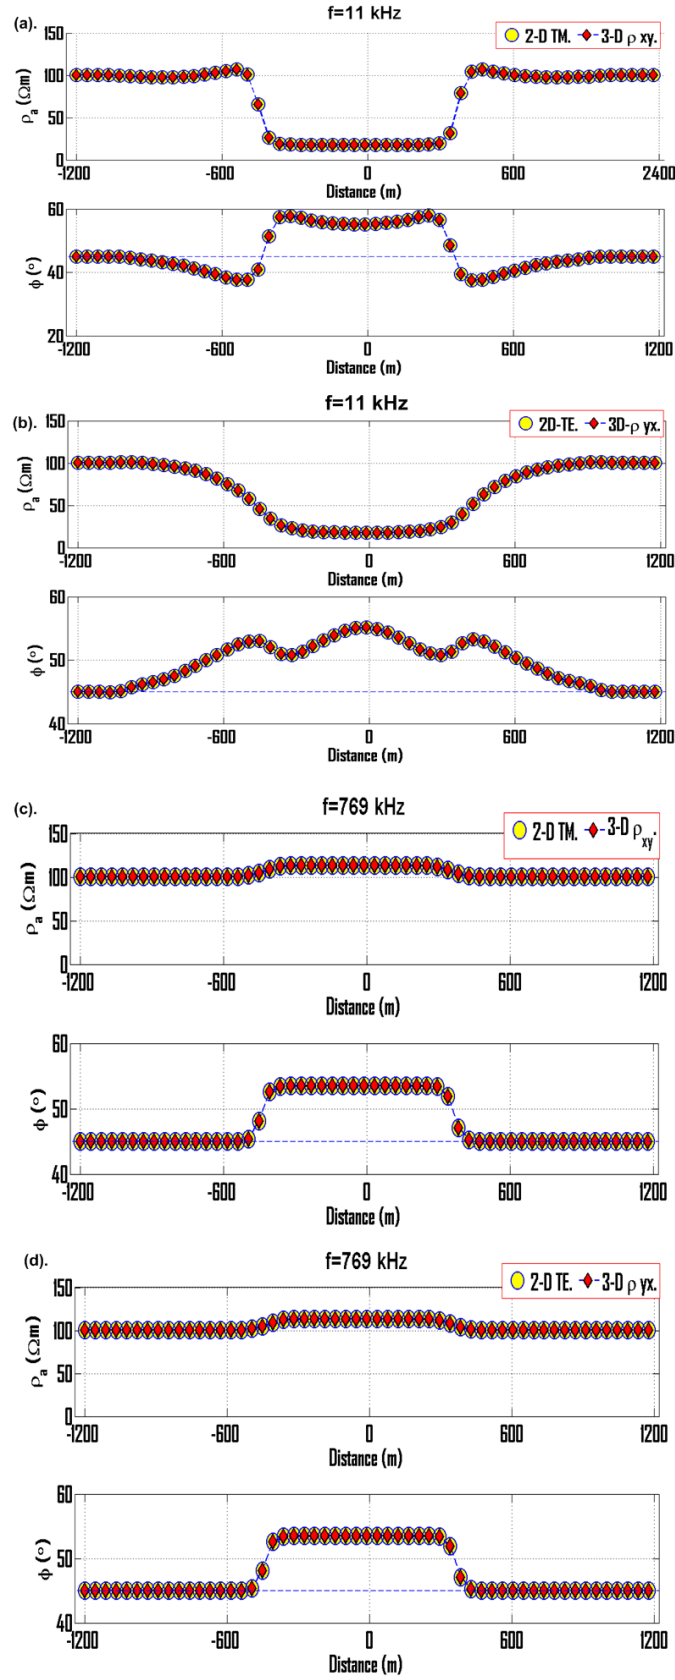 (a).
f=11 kHz
2-D TM. 3-D ρ xy.
150
100
50
0
ρa (Ωm)
-1200 -600 0 600 2400
Distance (m)
60
40
20
ϕ (°)
-1200 -600 0 600 1200
Distance (m)
(b).
f=11 kHz
2D-TE. 3D-ρ yx.
150
100
50
0
ρa (Ωm)
-1200 -600 0 600 1200
Distance (m)
60
50
40
ϕ (°)
-1200 -600 0 600 1200
Distance (m)
(c).
f=769 kHz
2-D TM. 3-D ρxy.
150
100
50
0
ρa (Ωm)
-1200 -600 0 600 1200
Distance (m)
60
50
40
ϕ (°)
-1200 -600 0 600 1200
Distance (m)
(d).
f=769 kHz
2-D TE. 3-D ρ yx.
150
100
50
0
ρa (Ωm)
-1200 -600 0 600 1200
Distance (m)
60
50
40
ϕ (°)
-1200 -600 0 600 1200
Distance (m)